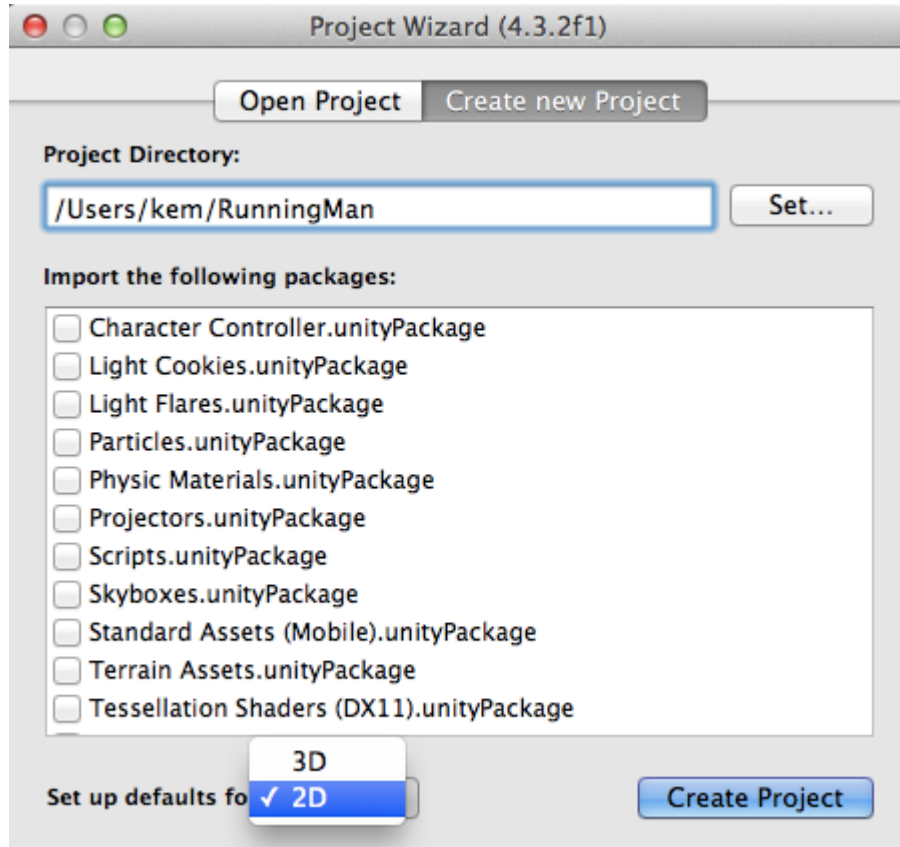 Project Wizard (4.3.2f1)
Open Project Create new Project
Project Directory:
/Users/kem/RunningMan Set...
Import the following packages:
Character Controller.unityPackage
Light Cookies.unityPackage
Light Flares.unityPackage
Particles.unityPackage
Physic Materials.unityPackage
Projectors.unityPackage
Scripts.unityPackage
Skyboxes.unityPackage
Standard Assets (Mobile).unityPackage
Terrain Assets.unityPackage
Tessellation Shaders (DX11).unityPackage
3D
Set up defaults fo ✓ 2D Create Project